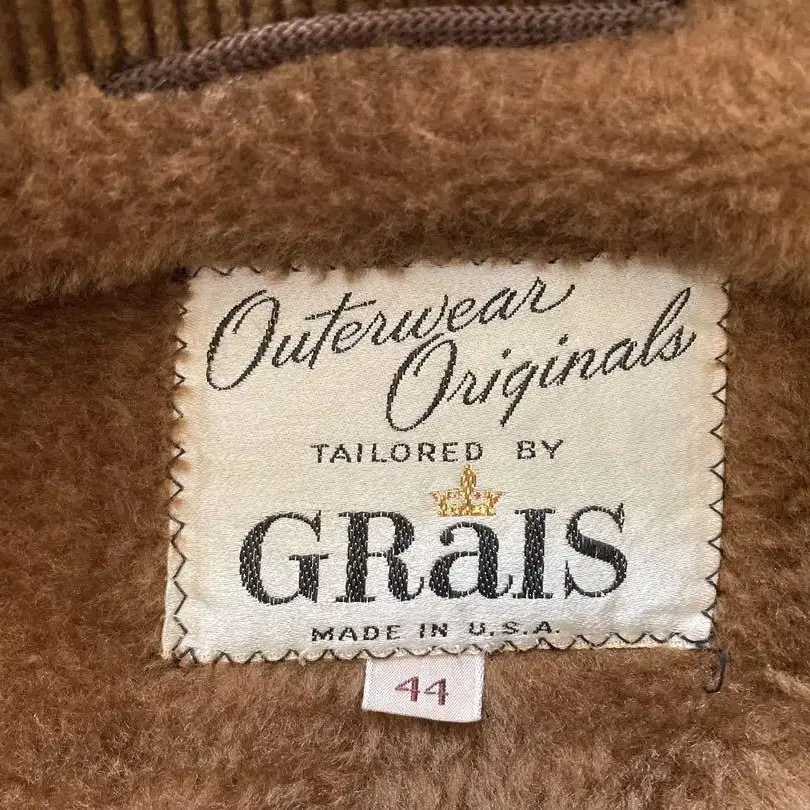 Outerwear
Originals
TAILORED BY
GRaIS
MADE IN U.S.A.
44